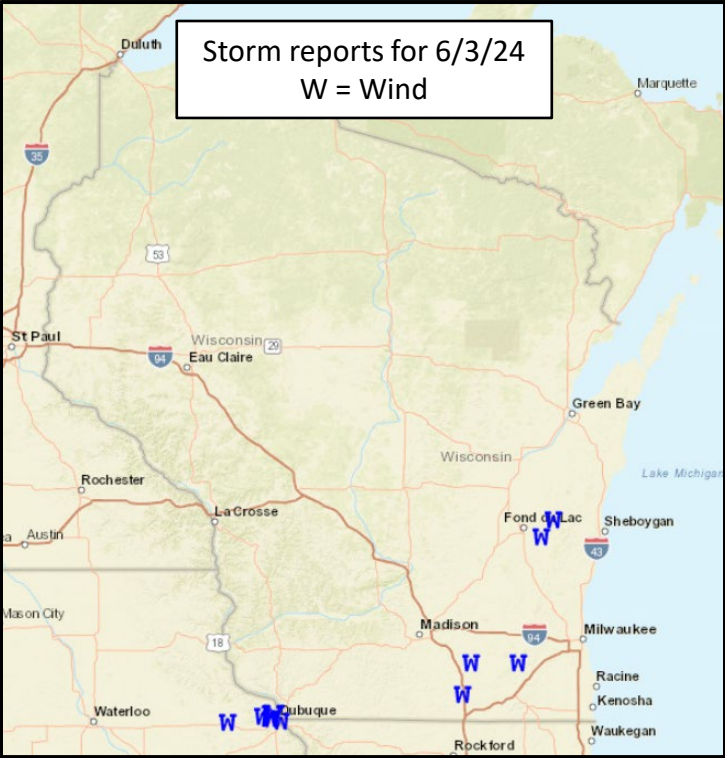 Storm reports for 6/3/24
W = Wind
Duluth
Marquette
35
53
St Paul
94
Wisconsin
29
Eau Claire
Green Bay
Wisconsin
Lake Michigan
Rochester
La Crosse
W
Fond du Lac
W
Sheboygan
Austin
43
Mason City
18
Madison
94
Milwaukee
W
W
W
Racine
Kenosha
Waterloo
W
W
W
W
Dubuque
Waukegan
Rockford